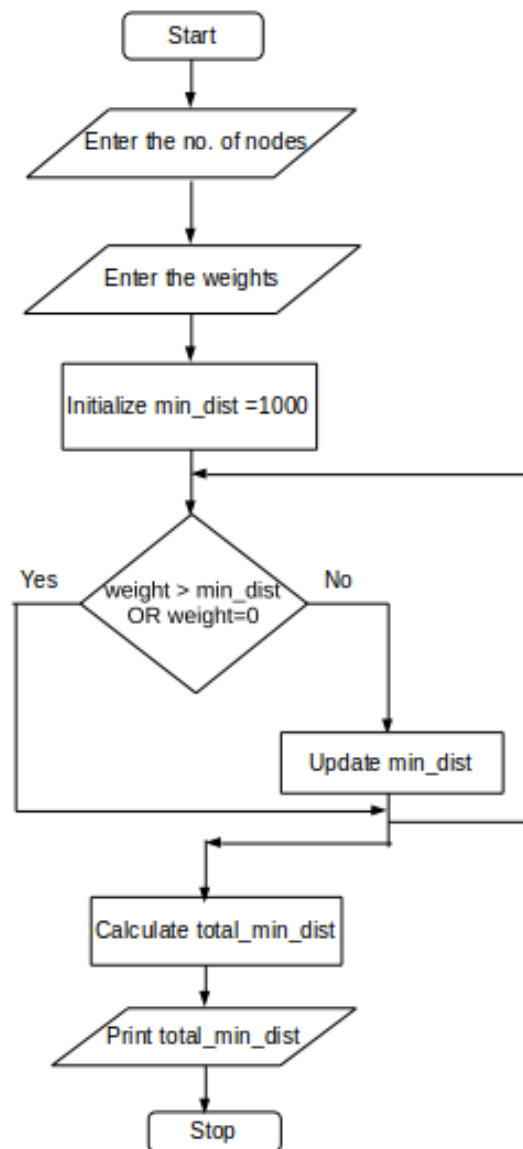 Start
Enter the no. of nodes
Enter the weights
Initialize min_dist =1000
Yes
No
weight > min_dist
OR weight=0
Update min_dist
Calculate total_min_dist
Print total_min_dist
Stop